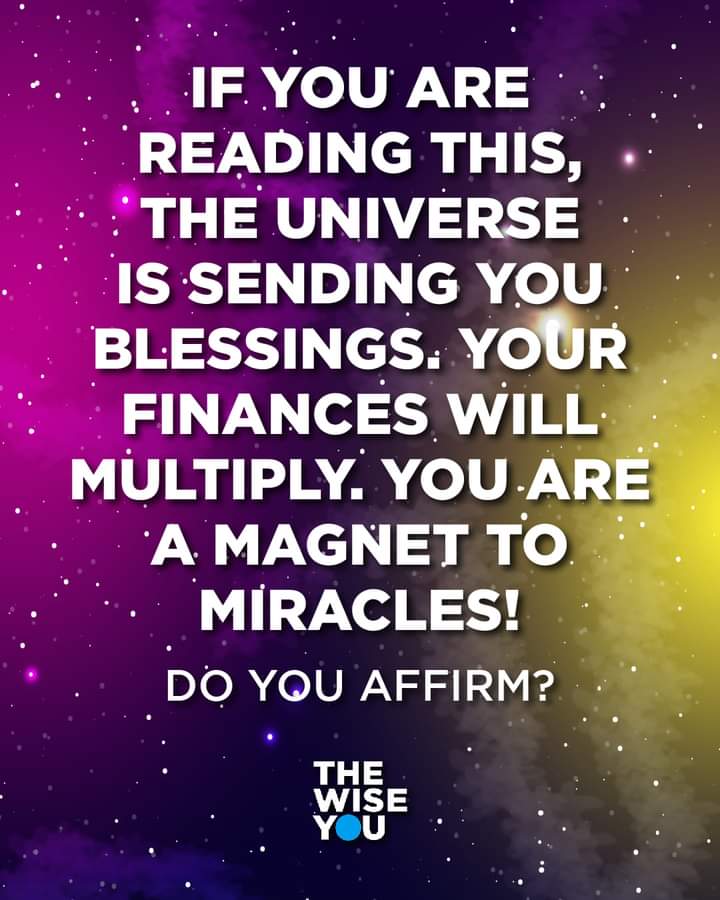 IF YOU ARE
READING THIS,
THE UNIVERSE
IS SENDING YOU
BLESSINGS. YOUR
FINANCES WILL
MULTIPLY. YOU ARE
A MAGNET TO
MIRACLES!
DO YOU AFFIRM?
THE
WISE
YOU